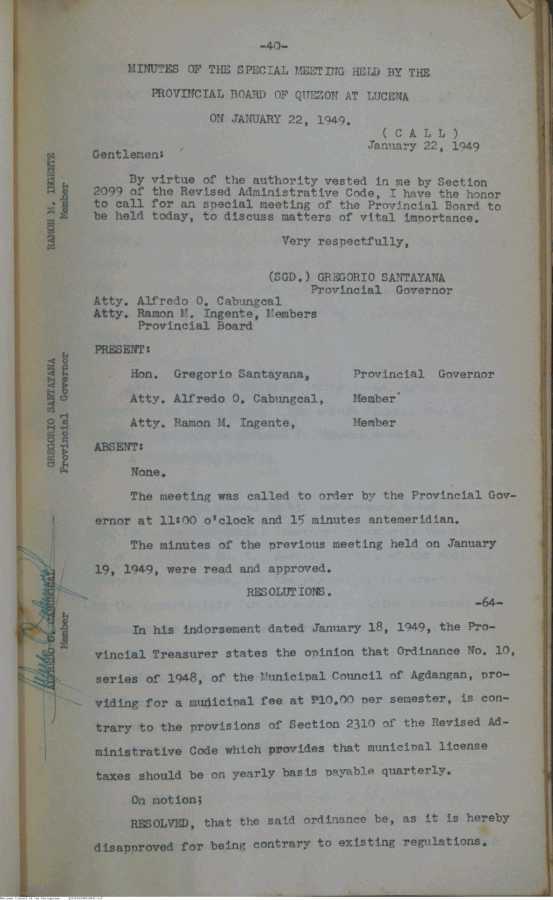 -40-
MINUTES OF THE SPECIAL MEETING HELD BY THE
PROVINCIAL BOARD OF QUEZON AT LUCENA
ON JANUARY 22, 1949.
( C A L L )
January 22, 1949
Gentlemen:
By virtue of the authority vested in me by Section
2099 of the Revised Administrative Code, I have the honor
to call for an special meeting of the Provincial Board to
be held today, to discuss matters of vital importance.
Very respectfully,
(SGD.) GREGORIO SANTAYANA
Provincial Governor
Atty. Alfredo O. Cabungcal
Atty. Ramon M. Ingente, Members
Provincial Board
PRESENT:
Hon. Gregorio Santayana, Provincial Governor
Atty. Alfredo O. Cabungcal, Member
Atty. Ramon M. Ingente, Member
ABSENT:
None.
The meeting was called to order by the Provincial Gov-
ernor at 11:00 o'clock and 15 minutes antemeridian.
The minutes of the previous meeting held on January
19, 1949, were read and approved.
RESOLUTIONS.
-64-
In his indorsement dated January 18, 1949, the Pro-
vincial Treasurer states the opinion that Ordinance No. 10,
series of 1948, of the Municipal Council of Agdangan, pro-
viding for a municipal fee at ₱10.00 per semester, is con-
trary to the provisions of Section 2310 of the Revised Ad-
ministrative Code which provides that municipal license
taxes should be on yearly basis payable quarterly.
On motion;
RESOLVED, that the said ordinance be, as it is hereby
disapproved for being contrary to existing regulations.
RAMON M. INGENTE
Member
GREGORIO SANTAYANA
Provincial Governor
ALFREDO O. CABUNGCAL
Member